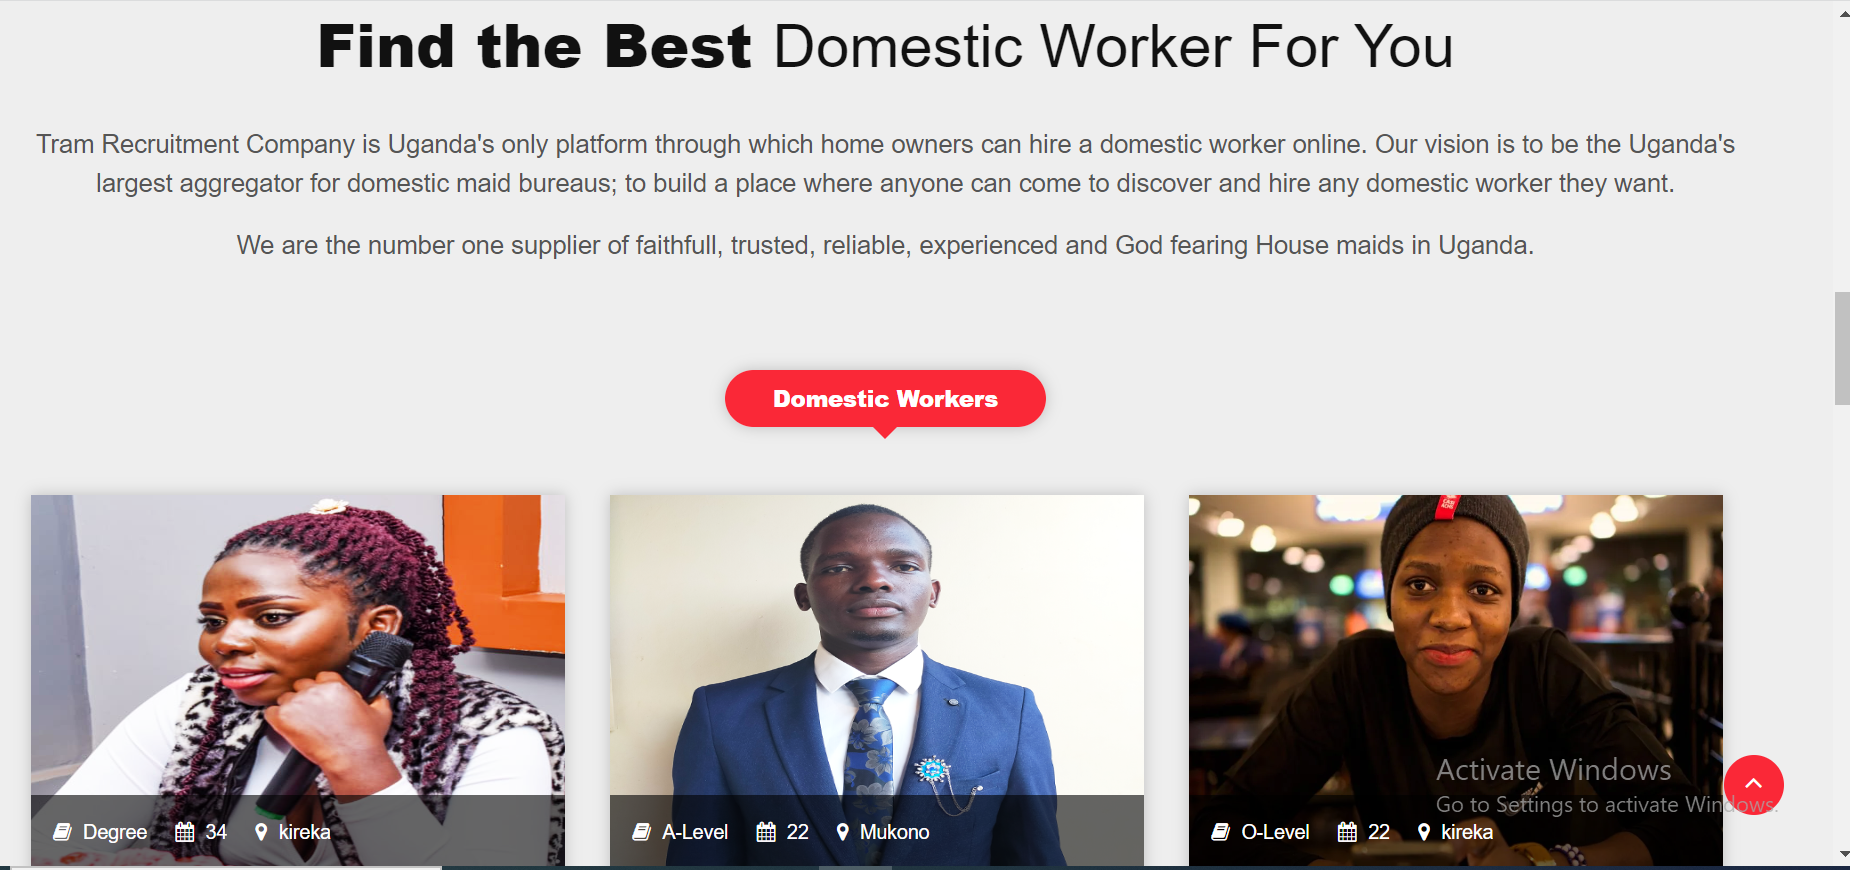 Find the Best Domestic Worker For You
Tram Recruitment Company is Uganda's only platform through which home owners can hire a domestic worker online. Our vision is to be the Uganda's
largest aggregator for domestic maid bureaus; to build a place where anyone can come to discover and hire any domestic worker they want.
We are the number one supplier of faithfull, trusted, reliable, experienced and God fearing House maids in Uganda.
Domestic Workers
Degree 34 kireka
A-Level 22 Mukono
Activate Windows
Go to Settings to activate Windows.
O-Level 22 kireka